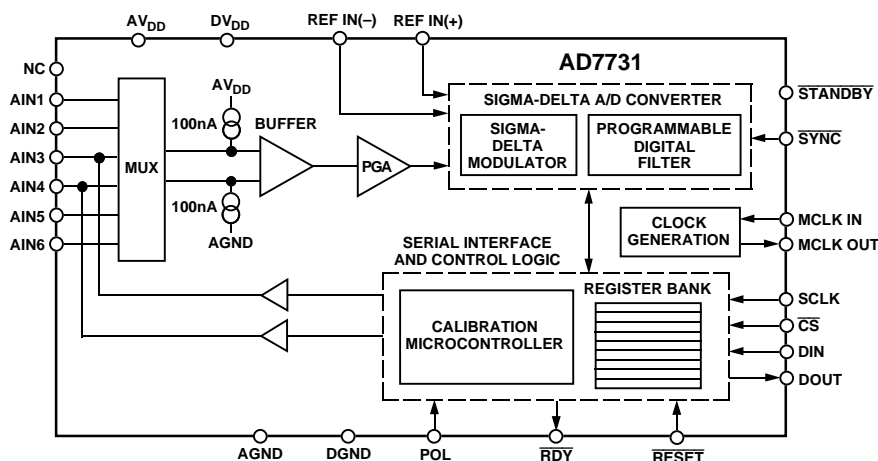 AVDD DVDD REF IN(–) REF IN(+)
AD7731
NC
AIN1
AIN2
AIN3
AIN4
AIN5
AIN6
MUX
AVDD
100nA
BUFFER
100nA
AGND
PGA
SIGMA-DELTA A/D CONVERTER
SIGMA-
DELTA
MODULATOR
PROGRAMMABLE
DIGITAL
FILTER
STANDBY
SYNC
CLOCK
GENERATION
MCLK IN
MCLK OUT
SERIAL INTERFACE
AND CONTROL LOGIC
REGISTER BANK
CALIBRATION
MICROCONTROLLER
SCLK
CS
DIN
DOUT
AGND DGND POL RDY RESET